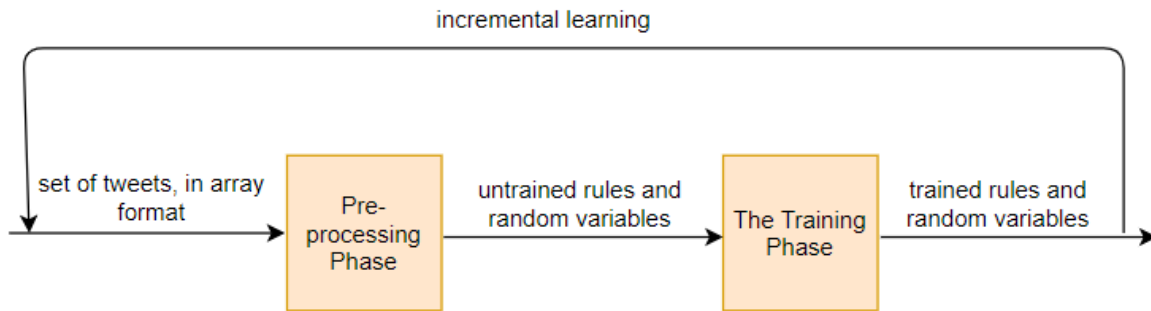 incremental learning
set of tweets, in array
format
Pre-
processing
Phase
untrained rules and
random variables
The Training
Phase
trained rules and
random variables